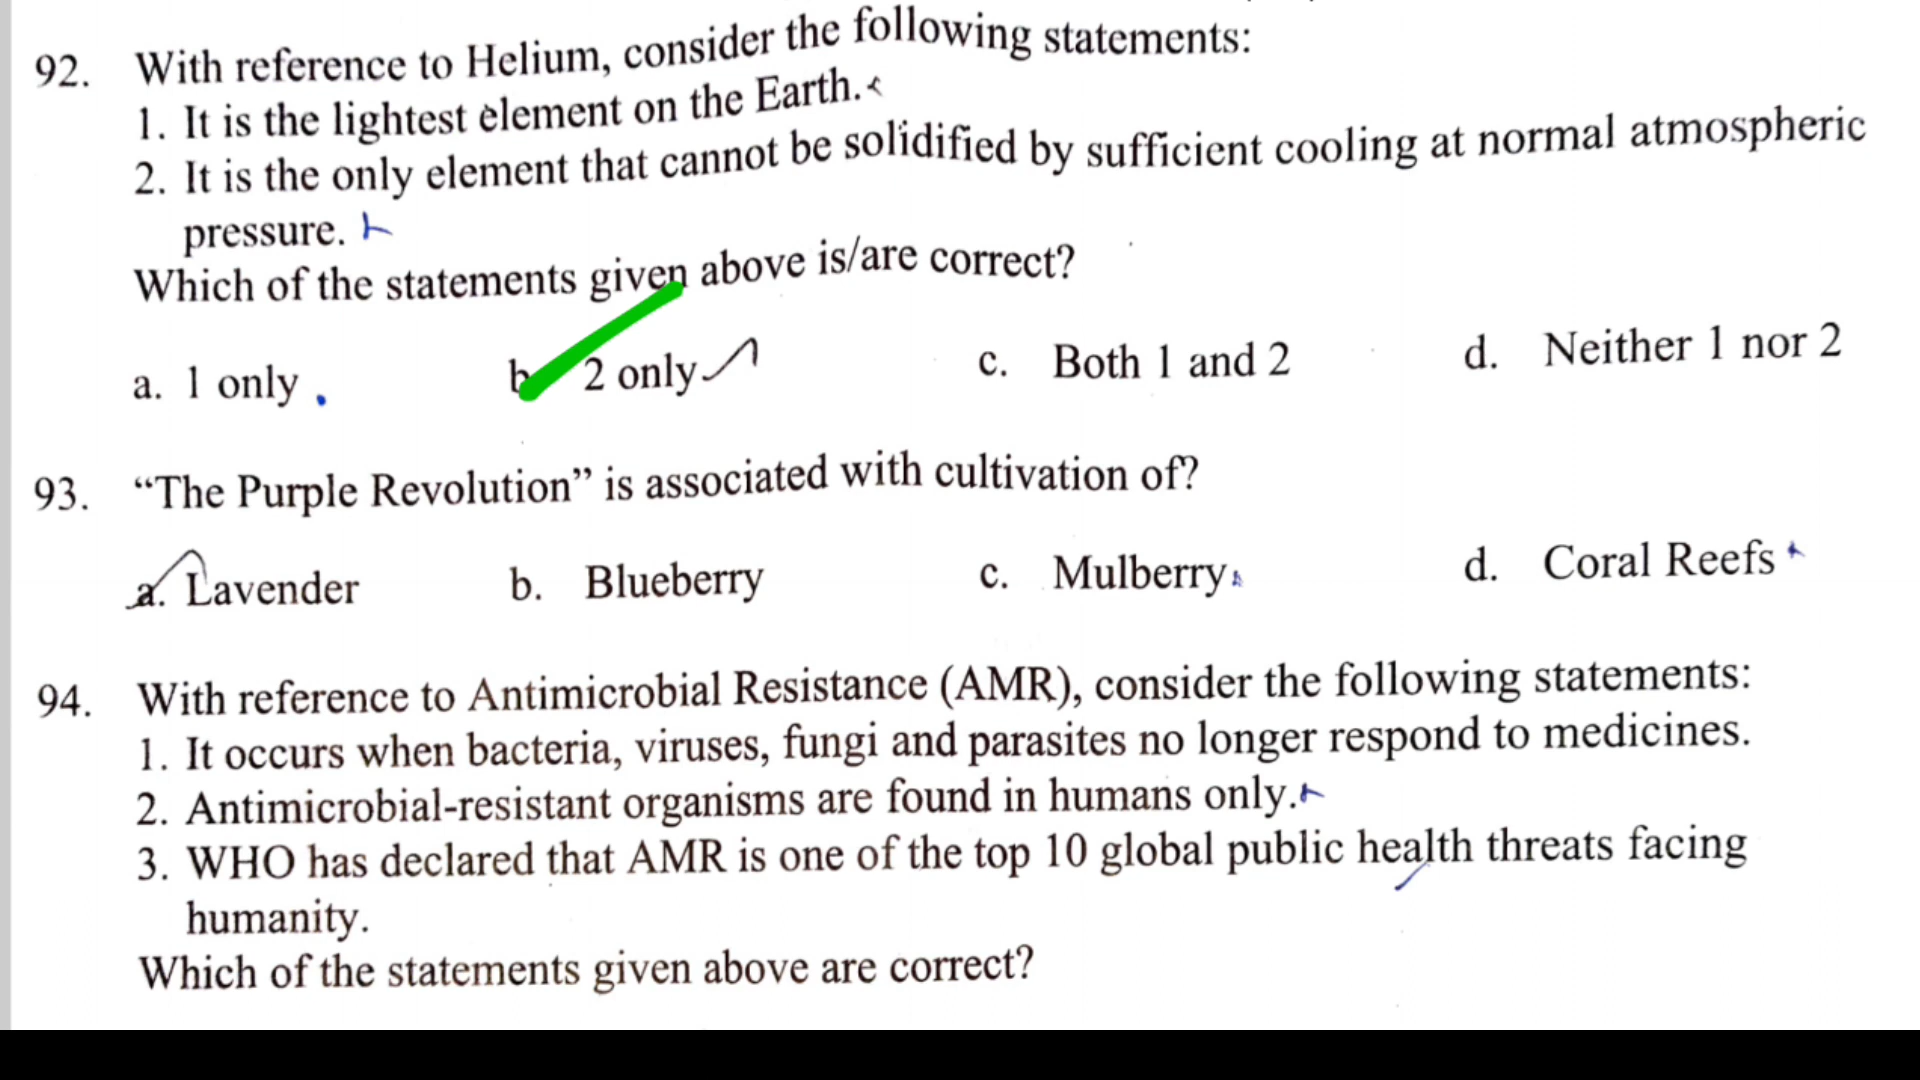 92. With reference to Helium, consider the following statements:
1. It is the lightest element on the Earth.
2. It is the only element that cannot be solidified by sufficient cooling at normal atmospheric
pressure.
Which of the statements given above is/are correct?
a. 1 only b. 2 only c. Both 1 and 2 d. Neither 1 nor 2
93. “The Purple Revolution” is associated with cultivation of?
a. Lavender b. Blueberry c. Mulberry d. Coral Reefs
94. With reference to Antimicrobial Resistance (AMR), consider the following statements:
1. It occurs when bacteria, viruses, fungi and parasites no longer respond to medicines.
2. Antimicrobial-resistant organisms are found in humans only.
3. WHO has declared that AMR is one of the top 10 global public health threats facing
humanity.
Which of the statements given above are correct?